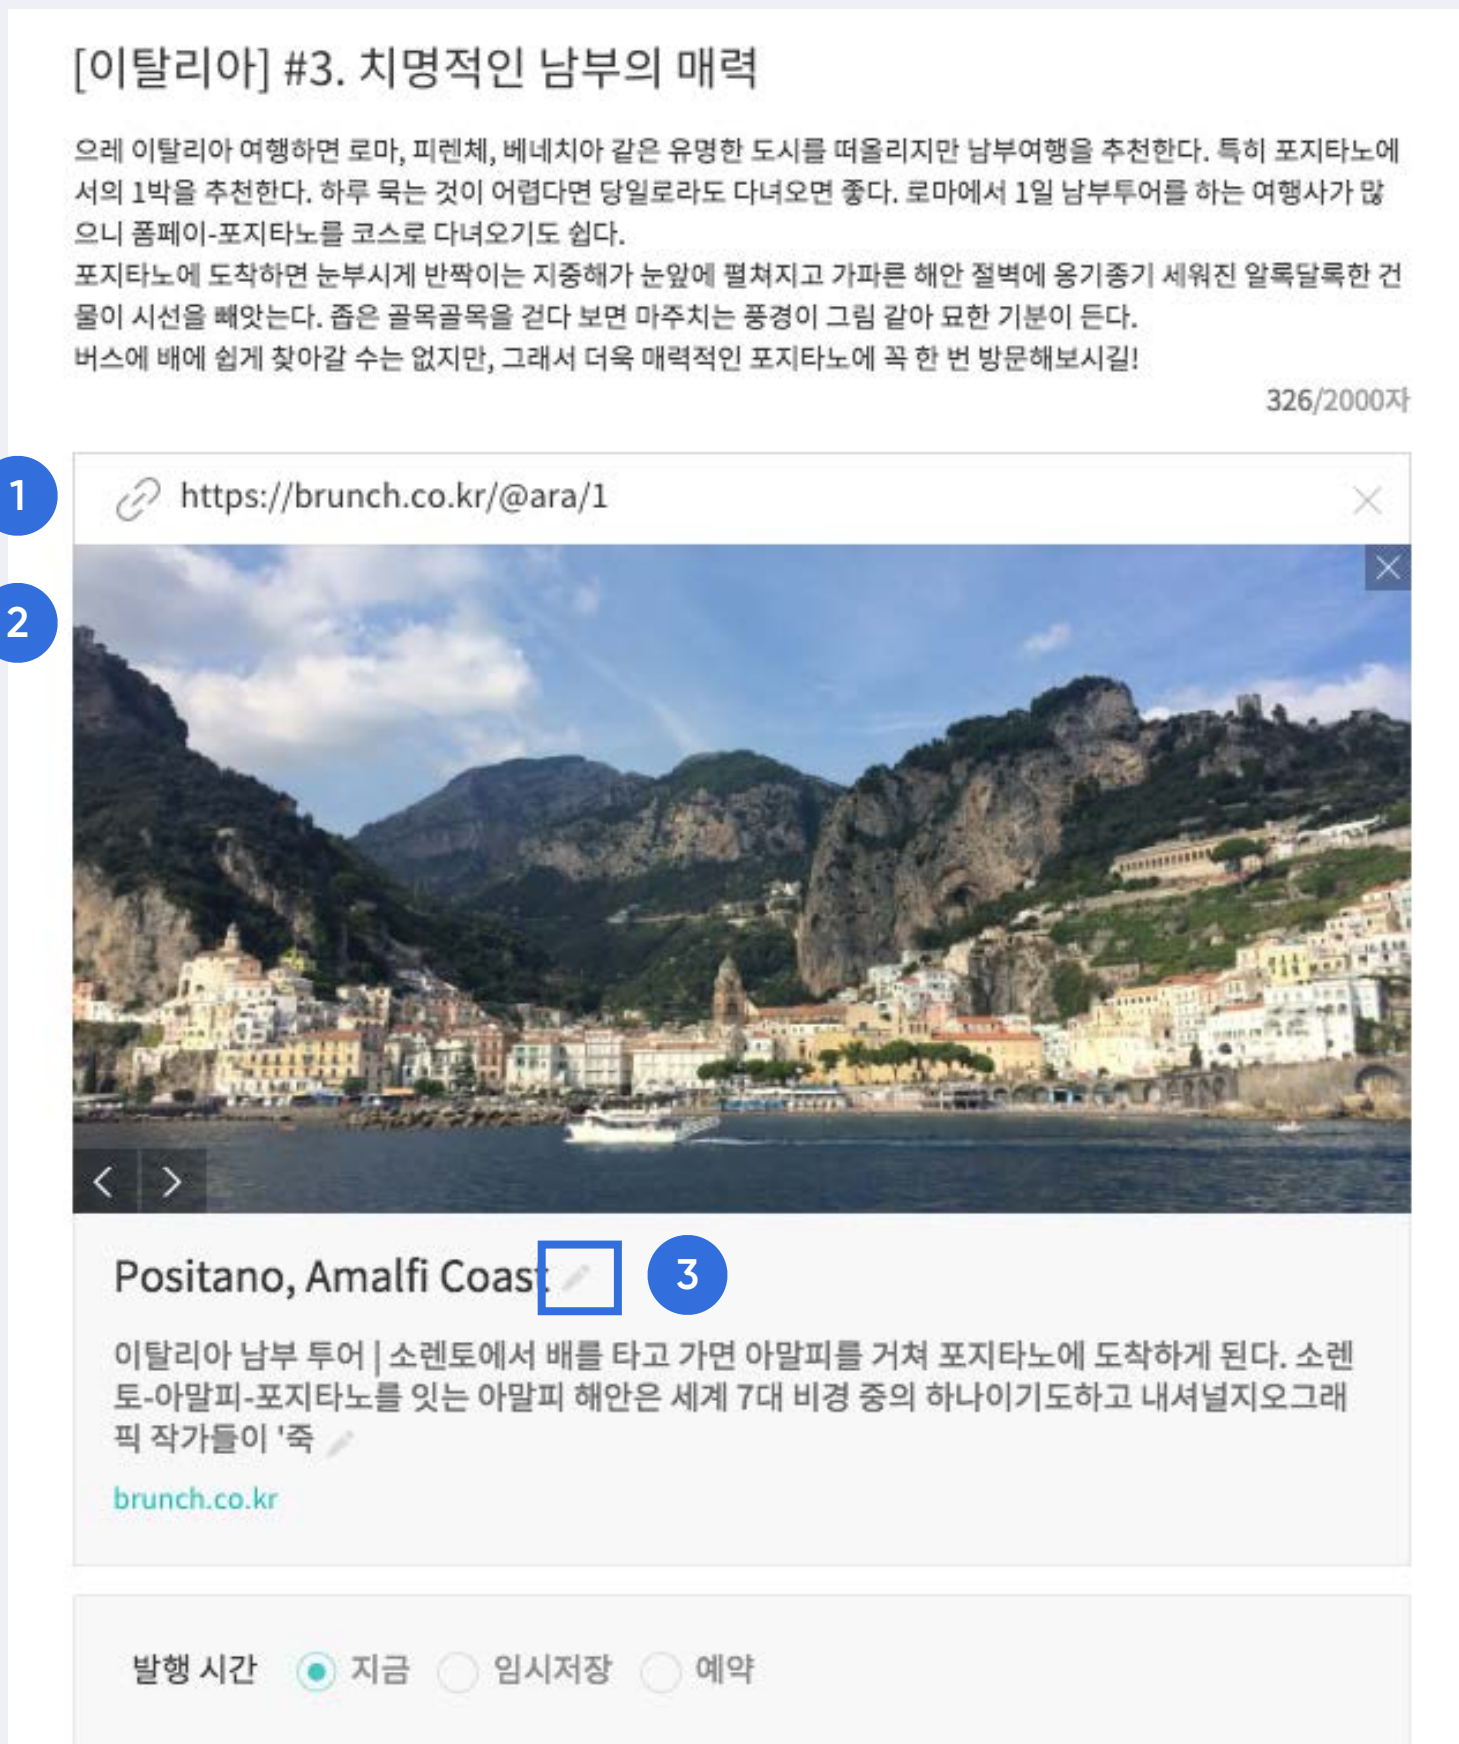 [이탈리아] #3. 치명적인 남부의 매력
으레 이탈리아 여행하면 로마, 피렌체, 베네치아 같은 유명한 도시를 떠올리지만 남부여행을 추천한다. 특히 포지타노에
서의 1박을 추천한다. 하루 묵는 것이 어렵다면 당일로라도 다녀오면 좋다. 로마에서 1일 남부투어를 하는 여행사가 많
으니 폼페이-포지타노를 코스로 다녀오기도 쉽다.
포지타노에 도착하면 눈부시게 반짝이는 지중해가 눈앞에 펼쳐지고 가파른 해안 절벽에 옹기종기 세워진 알록달록한 건
물이 시선을 빼앗는다. 좁은 골목골목을 걷다 보면 마주치는 풍경이 그림 같아 묘한 기분이 든다.
버스에 배에 쉽게 찾아갈 수는 없지만, 그래서 더욱 매력적인 포지타노에 꼭 한 번 방문해보시길!
326/2000자
1
https://brunch.co.kr/@ara/1
2
Positano, Amalfi Coast
3
이탈리아 남부 투어 | 소렌토에서 배를 타고 가면 아말피를 거쳐 포지타노에 도착하게 된다. 소렌
토-아말피-포지타노를 잇는 아말피 해안은 세계 7대 비경 중의 하나이기도하고 내셔널지오그래
픽 작가들이 '죽
brunch.co.kr
발행 시간 지금 임시저장 예약